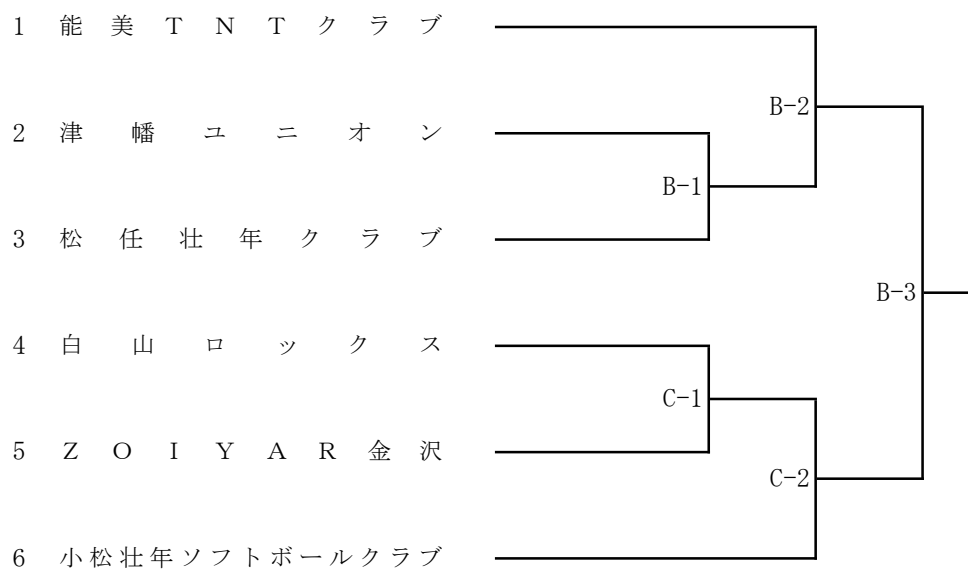 1 能美TNTクラブ
B-2
2 津幡ユニオン
B-1
3 松任壮年クラブ
B-3
4 白山ロックス
C-1
5 ZOIYAR金沢
C-2
6 小松壮年ソフトボールクラブ